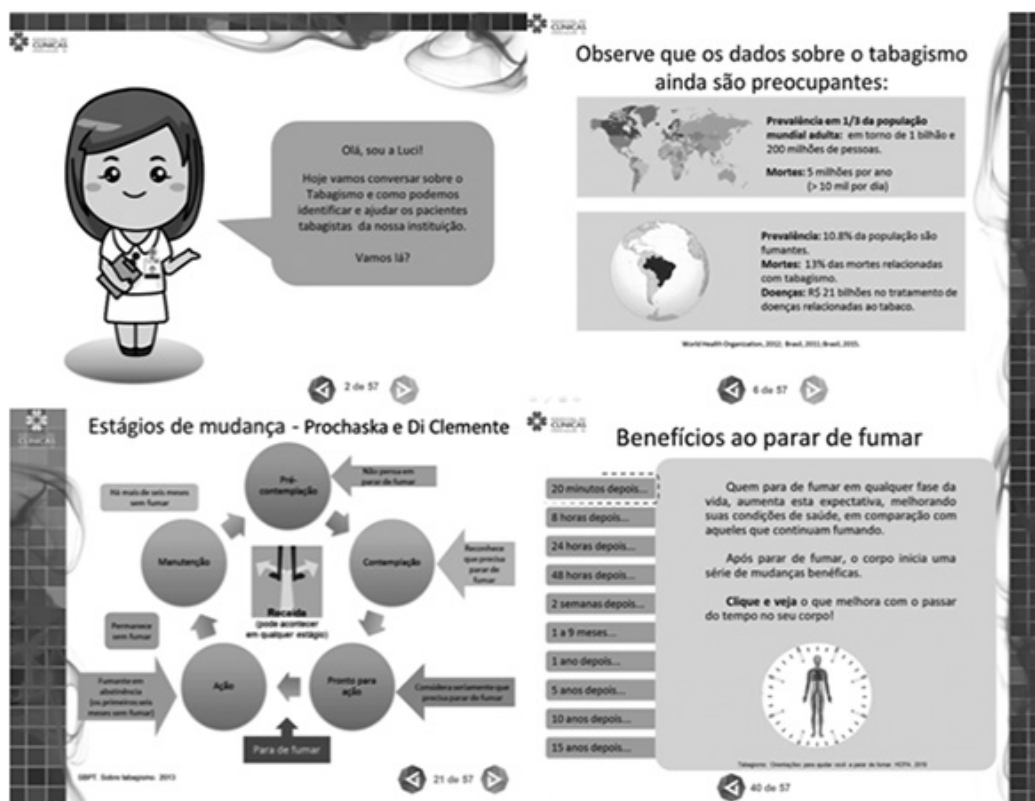 CLÍNICAS
Olá, sou a Luci!
Hoje vamos conversar sobre o
Tabagismo e como podemos
identificar e ajudar os pacientes
tabagistas da nossa instituição.
Vamos lá?
2 de 57
CLÍNICAS
Observe que os dados sobre o tabagismo
ainda são preocupantes:
Prevalência em 1/3 da população
mundial adulta: em torno de 1 bilhão e
200 milhões de pessoas.
Mortes: 5 milhões por ano
(> 10 mil por dia)
Prevalência: 10.8% da população são
fumantes.
Mortes: 13% das mortes relacionadas
com tabagismo.
Doenças: R$ 21 bilhões no tratamento de
doenças relacionadas ao tabaco.
World Health Organization, 2012; Brasil, 2011; Brasil, 2015.
6 de 57
CLÍNICAS
Estágios de mudança - Prochaska e Di Clemente
Pré-
contemplação
Não pensa em
parar de fumar
Contemplação
Reconhece
que precisa
parar de
fumar
Pronto para
ação
Considera seriamente que
precisa parar de fumar
Para de fumar
Ação
Fumante em
abstinência
(os primeiros seis
meses sem fumar)
Permanece
sem fumar
Manutenção
Há mais de seis meses
sem fumar
Recaída
(pode acontecer
em qualquer estágio)
SBPT. Sobre tabagismo. 2013
21 de 57
CLÍNICAS
Benefícios ao parar de fumar
20 minutos depois...
8 horas depois...
24 horas depois...
48 horas depois...
2 semanas depois...
1 a 9 meses...
1 ano depois...
5 anos depois...
10 anos depois...
15 anos depois...
Quem para de fumar em qualquer fase da
vida, aumenta esta expectativa, melhorando
suas condições de saúde, em comparação com
aqueles que continuam fumando.
Após parar de fumar, o corpo inicia uma
série de mudanças benéficas.
Clique e veja o que melhora com o passar
do tempo no seu corpo!
Tabagismo: Orientações para ajudar você a parar de fumar. HCPA.
40 de 57